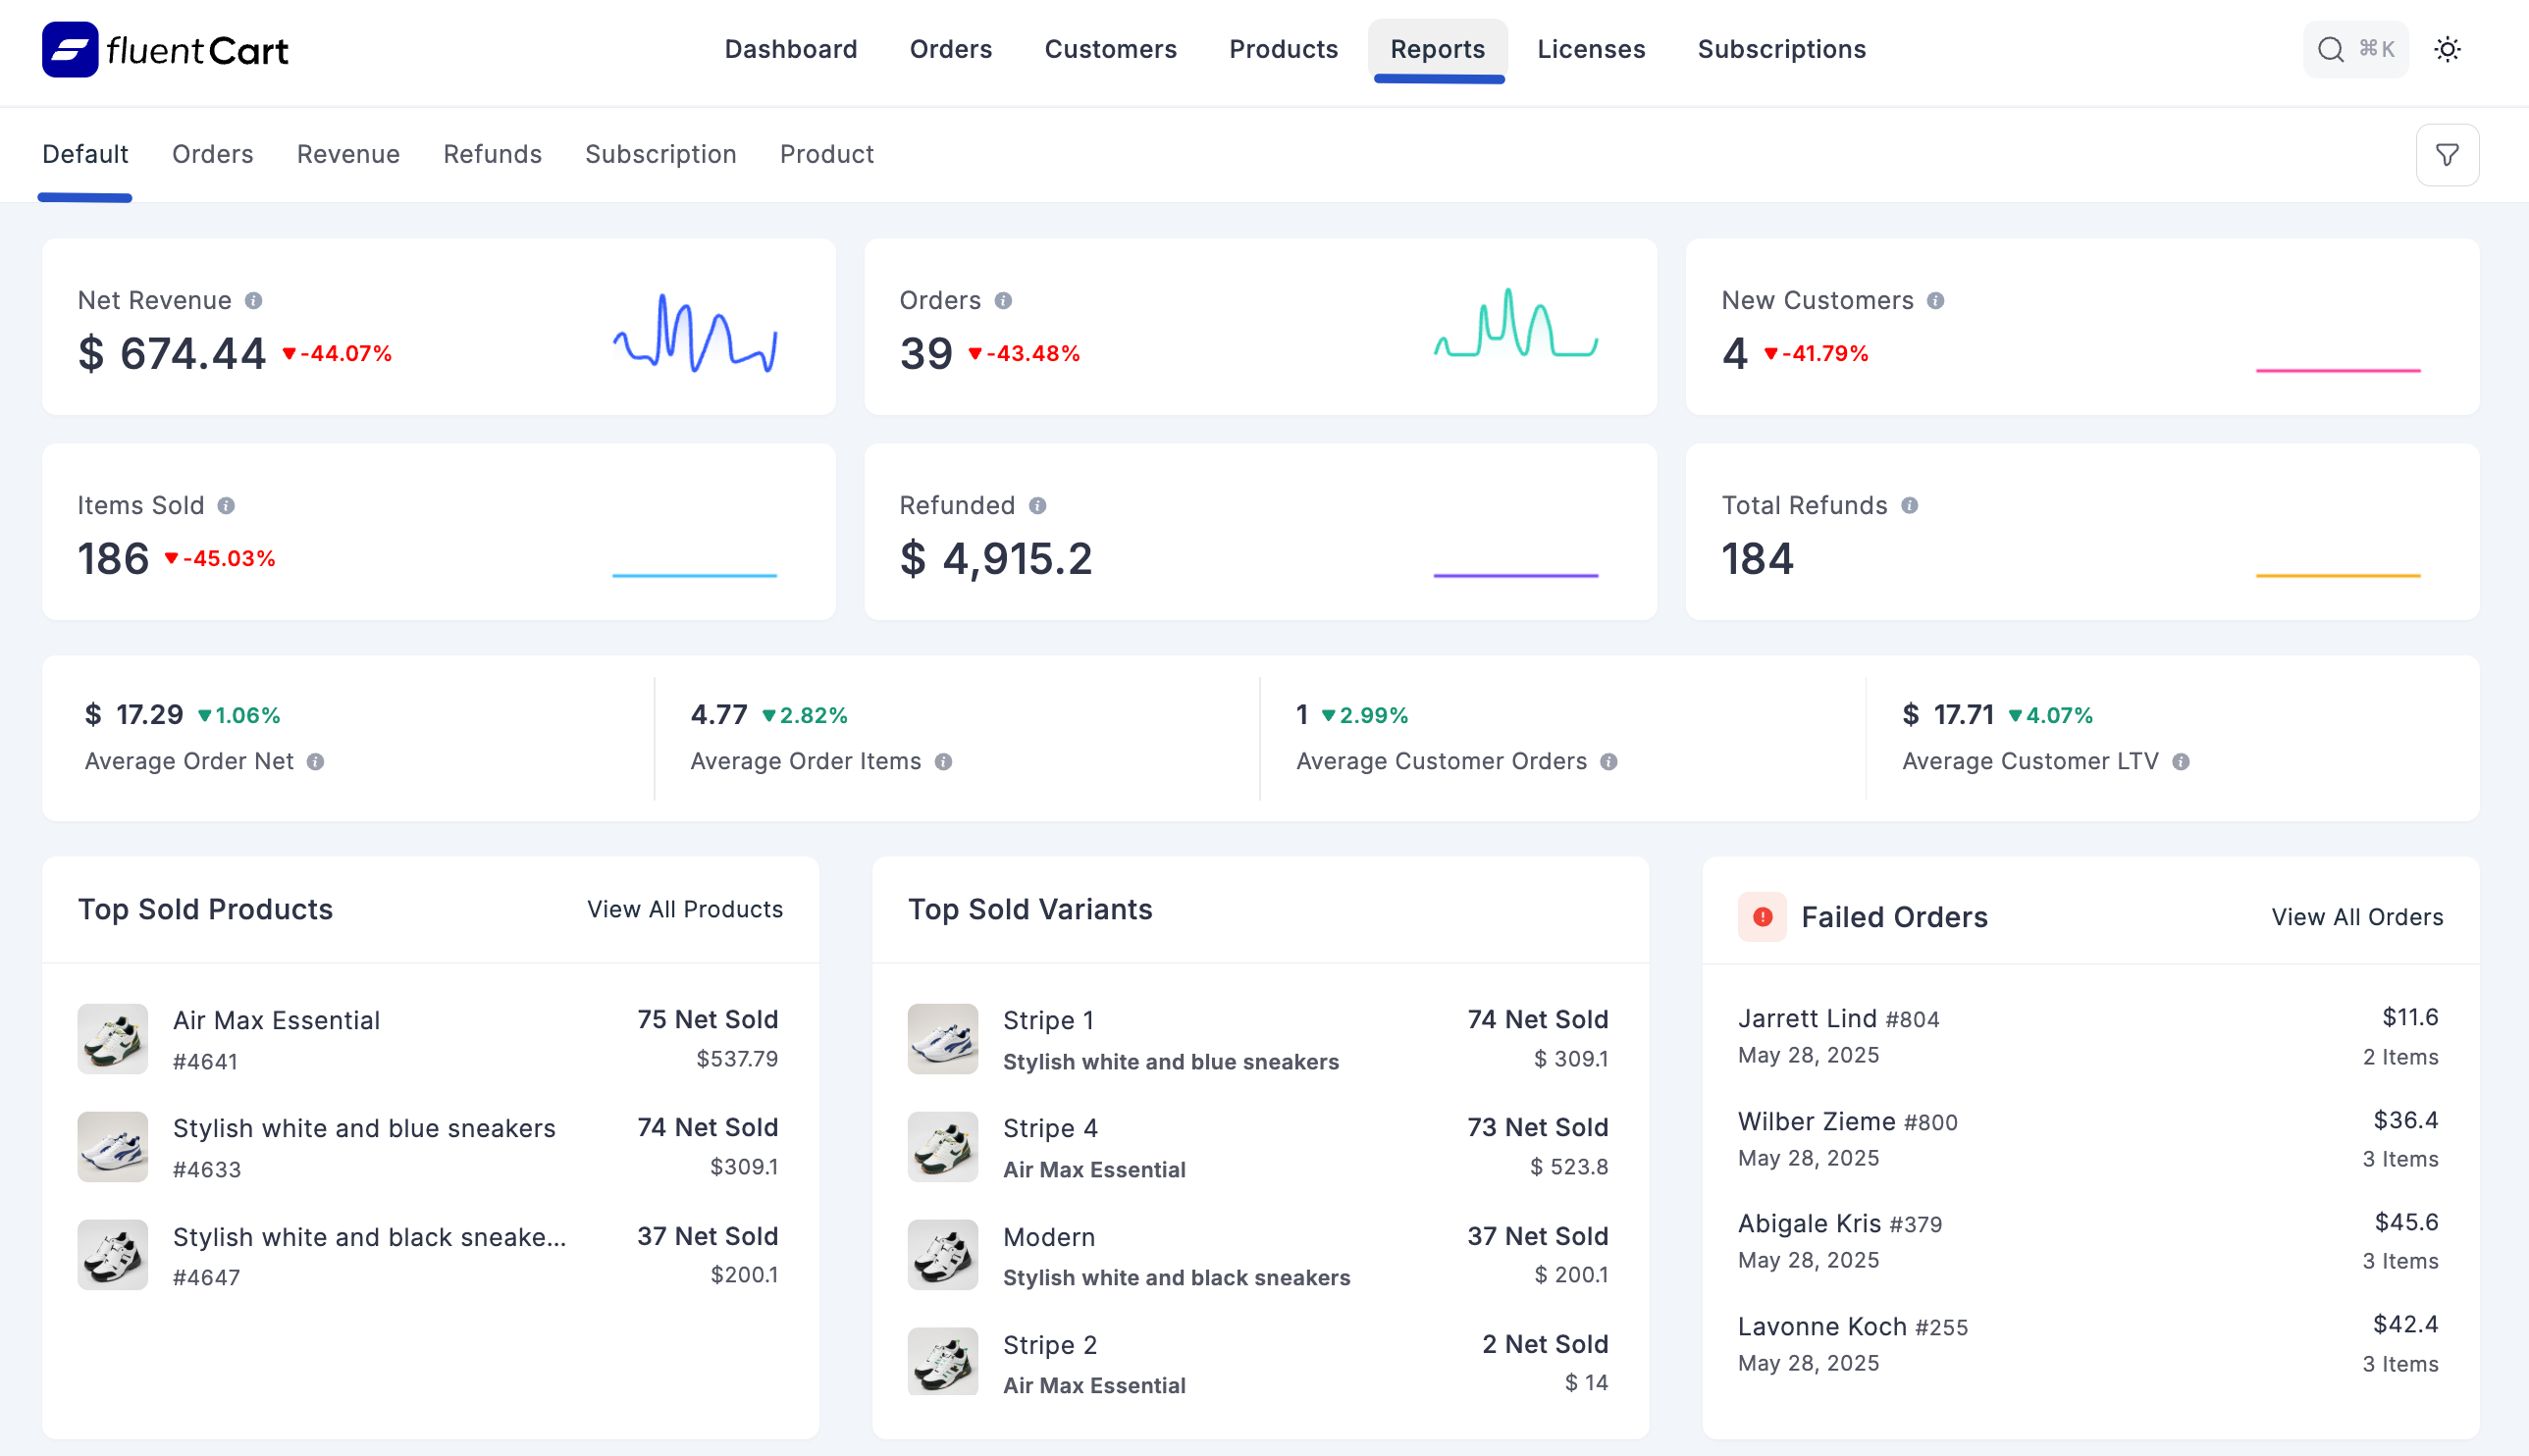 fluentCart
Dashboard Orders Customers Products Reports Licenses Subscriptions
⌘ K
Default Orders Revenue Refunds Subscription Product
Net Revenue
$ 674.44 ▼-44.07%
Orders
39 ▼-43.48%
New Customers
4 ▼-41.79%
Items Sold
186 ▼-45.03%
Refunded
$ 4,915.2
Total Refunds
184
$ 17.29 ▼1.06%
Average Order Net
4.77 ▼2.82%
Average Order Items
1 ▼2.99%
Average Customer Orders
$ 17.71 ▼4.07%
Average Customer LTV
Top Sold Products View All Products
Air Max Essential 75 Net Sold
#4641 $537.79
Stylish white and blue sneakers 74 Net Sold
#4633 $309.1
Stylish white and black sneake... 37 Net Sold
#4647 $200.1
Top Sold Variants
Stripe 1 74 Net Sold
Stylish white and blue sneakers $ 309.1
Stripe 4 73 Net Sold
Air Max Essential $ 523.8
Modern 37 Net Sold
Stylish white and black sneakers $ 200.1
Stripe 2 2 Net Sold
Air Max Essential $ 14
Failed Orders View All Orders
Jarrett Lind #804 $11.6
May 28, 2025 2 Items
Wilber Zieme #800 $36.4
May 28, 2025 3 Items
Abigale Kris #379 $45.6
May 28, 2025 3 Items
Lavonne Koch #255 $42.4
May 28, 2025 3 Items